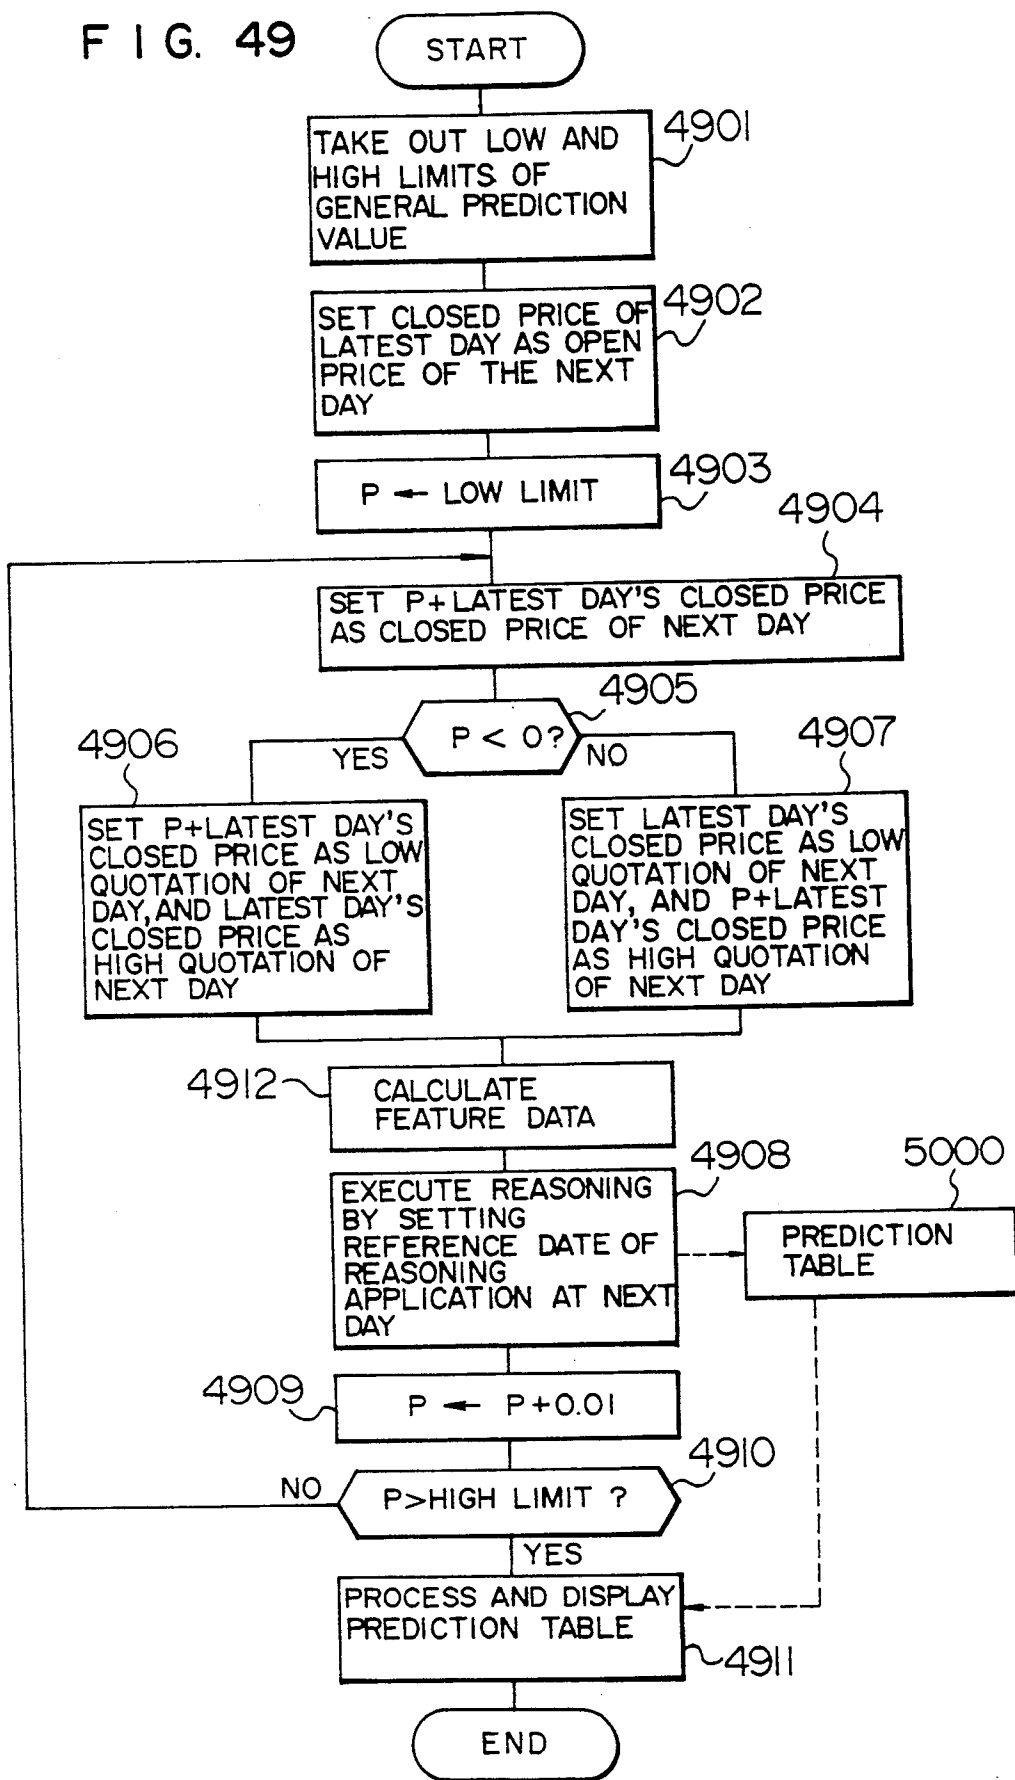 FIG. 49
START
4901
TAKE OUT LOW AND
HIGH LIMITS OF
GENERAL PREDICTION
VALUE
4902
SET CLOSED PRICE OF
LATEST DAY AS OPEN
PRICE OF THE NEXT
DAY
4903
P ← LOW LIMIT
4904
SET P+LATEST DAY'S CLOSED PRICE
AS CLOSED PRICE OF NEXT DAY
4905
P < 0?
YES
NO
4906
SET P+LATEST DAY'S
CLOSED PRICE AS LOW
QUOTATION OF NEXT
DAY, AND LATEST DAY'S
CLOSED PRICE AS
HIGH QUOTATION OF
NEXT DAY
4907
SET LATEST DAY'S
CLOSED PRICE AS LOW
QUOTATION OF NEXT
DAY, AND P+LATEST
DAY'S CLOSED PRICE
AS HIGH QUOTATION
OF NEXT DAY
4912
CALCULATE
FEATURE DATA
4908
EXECUTE REASONING
BY SETTING
REFERENCE DATE OF
REASONING
APPLICATION AT NEXT
DAY
5000
PREDICTION
TABLE
4909
P ← P+0.01
4910
P>HIGH LIMIT ?
NO
YES
PROCESS AND DISPLAY
PREDICTION TABLE
4911
END